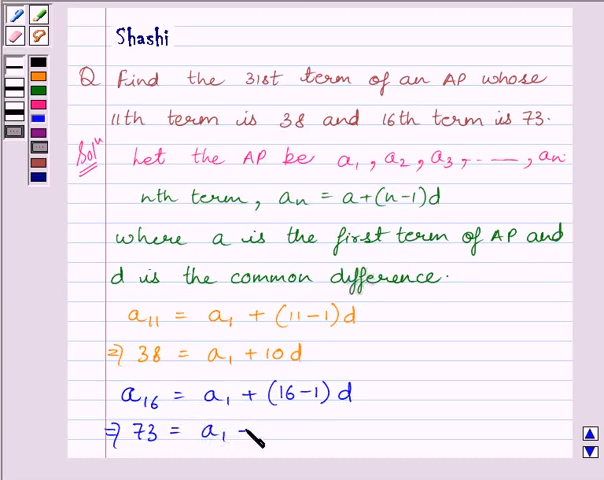 Shashi
Q Find the 31st term of an AP whose
11th term is 38 and 16th term is 73.
Solⁿ Let the AP be a₁, a₂, a₃, - - —, aₙ.
nth term, aₙ = a+(n-1)d
where a is the first term of AP and
d is the common difference.
a₁₁ = a₁ + (11-1)d
⇒ 38 = a₁ + 10d
a₁₆ = a₁ + (16-1) d
⇒ 73 = a₁ -